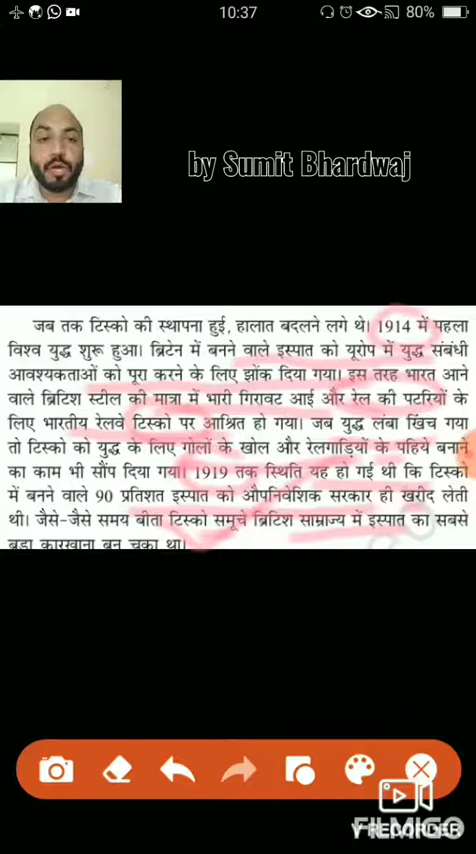 10:37
80%
by Sumit Bhardwaj
जब तक टिस्को की स्थापना हुई, हालात बदलने लगे थे। 1914 में पहला
विश्व युद्ध शुरू हुआ। ब्रिटेन में बनने वाले इस्पात को यूरोप में युद्ध संबंधी
आवश्यकताओं को पूरा करने के लिए झोंक दिया गया। इस तरह भारत आने
वाले ब्रिटिश स्टील की मात्रा में भारी गिरावट आई और रेल की पटरियों के
लिए भारतीय रेलवे टिस्को पर आश्रित हो गया। जब युद्ध लंबा खिंच गया
तो टिस्को को युद्ध के लिए गोलों के खोल और रेलगाड़ियों के पहिये बनाने
का काम भी सौंप दिया गया। 1919 तक स्थिति यह हो गई थी कि टिस्को
में बनने वाले 90 प्रतिशत इस्पात को औपनिवेशिक सरकार ही खरीद लेती
थी। जैसे-जैसे समय बीता टिस्को समूचे ब्रिटिश साम्राज्य में इस्पात का सबसे
बड़ा कारखाना बन चुका था।
FILMIGO
V RECORDER